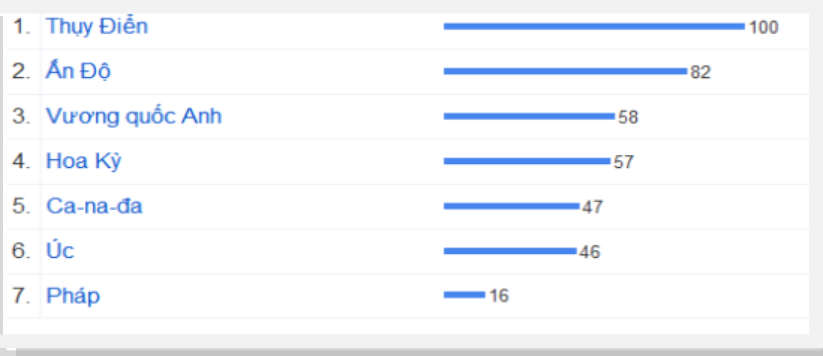 1. Thụy Điển 100
2. Ấn Độ 82
3. Vương quốc Anh 58
4. Hoa Kỳ 57
5. Ca-na-đa 47
6. Úc 46
7. Pháp 16